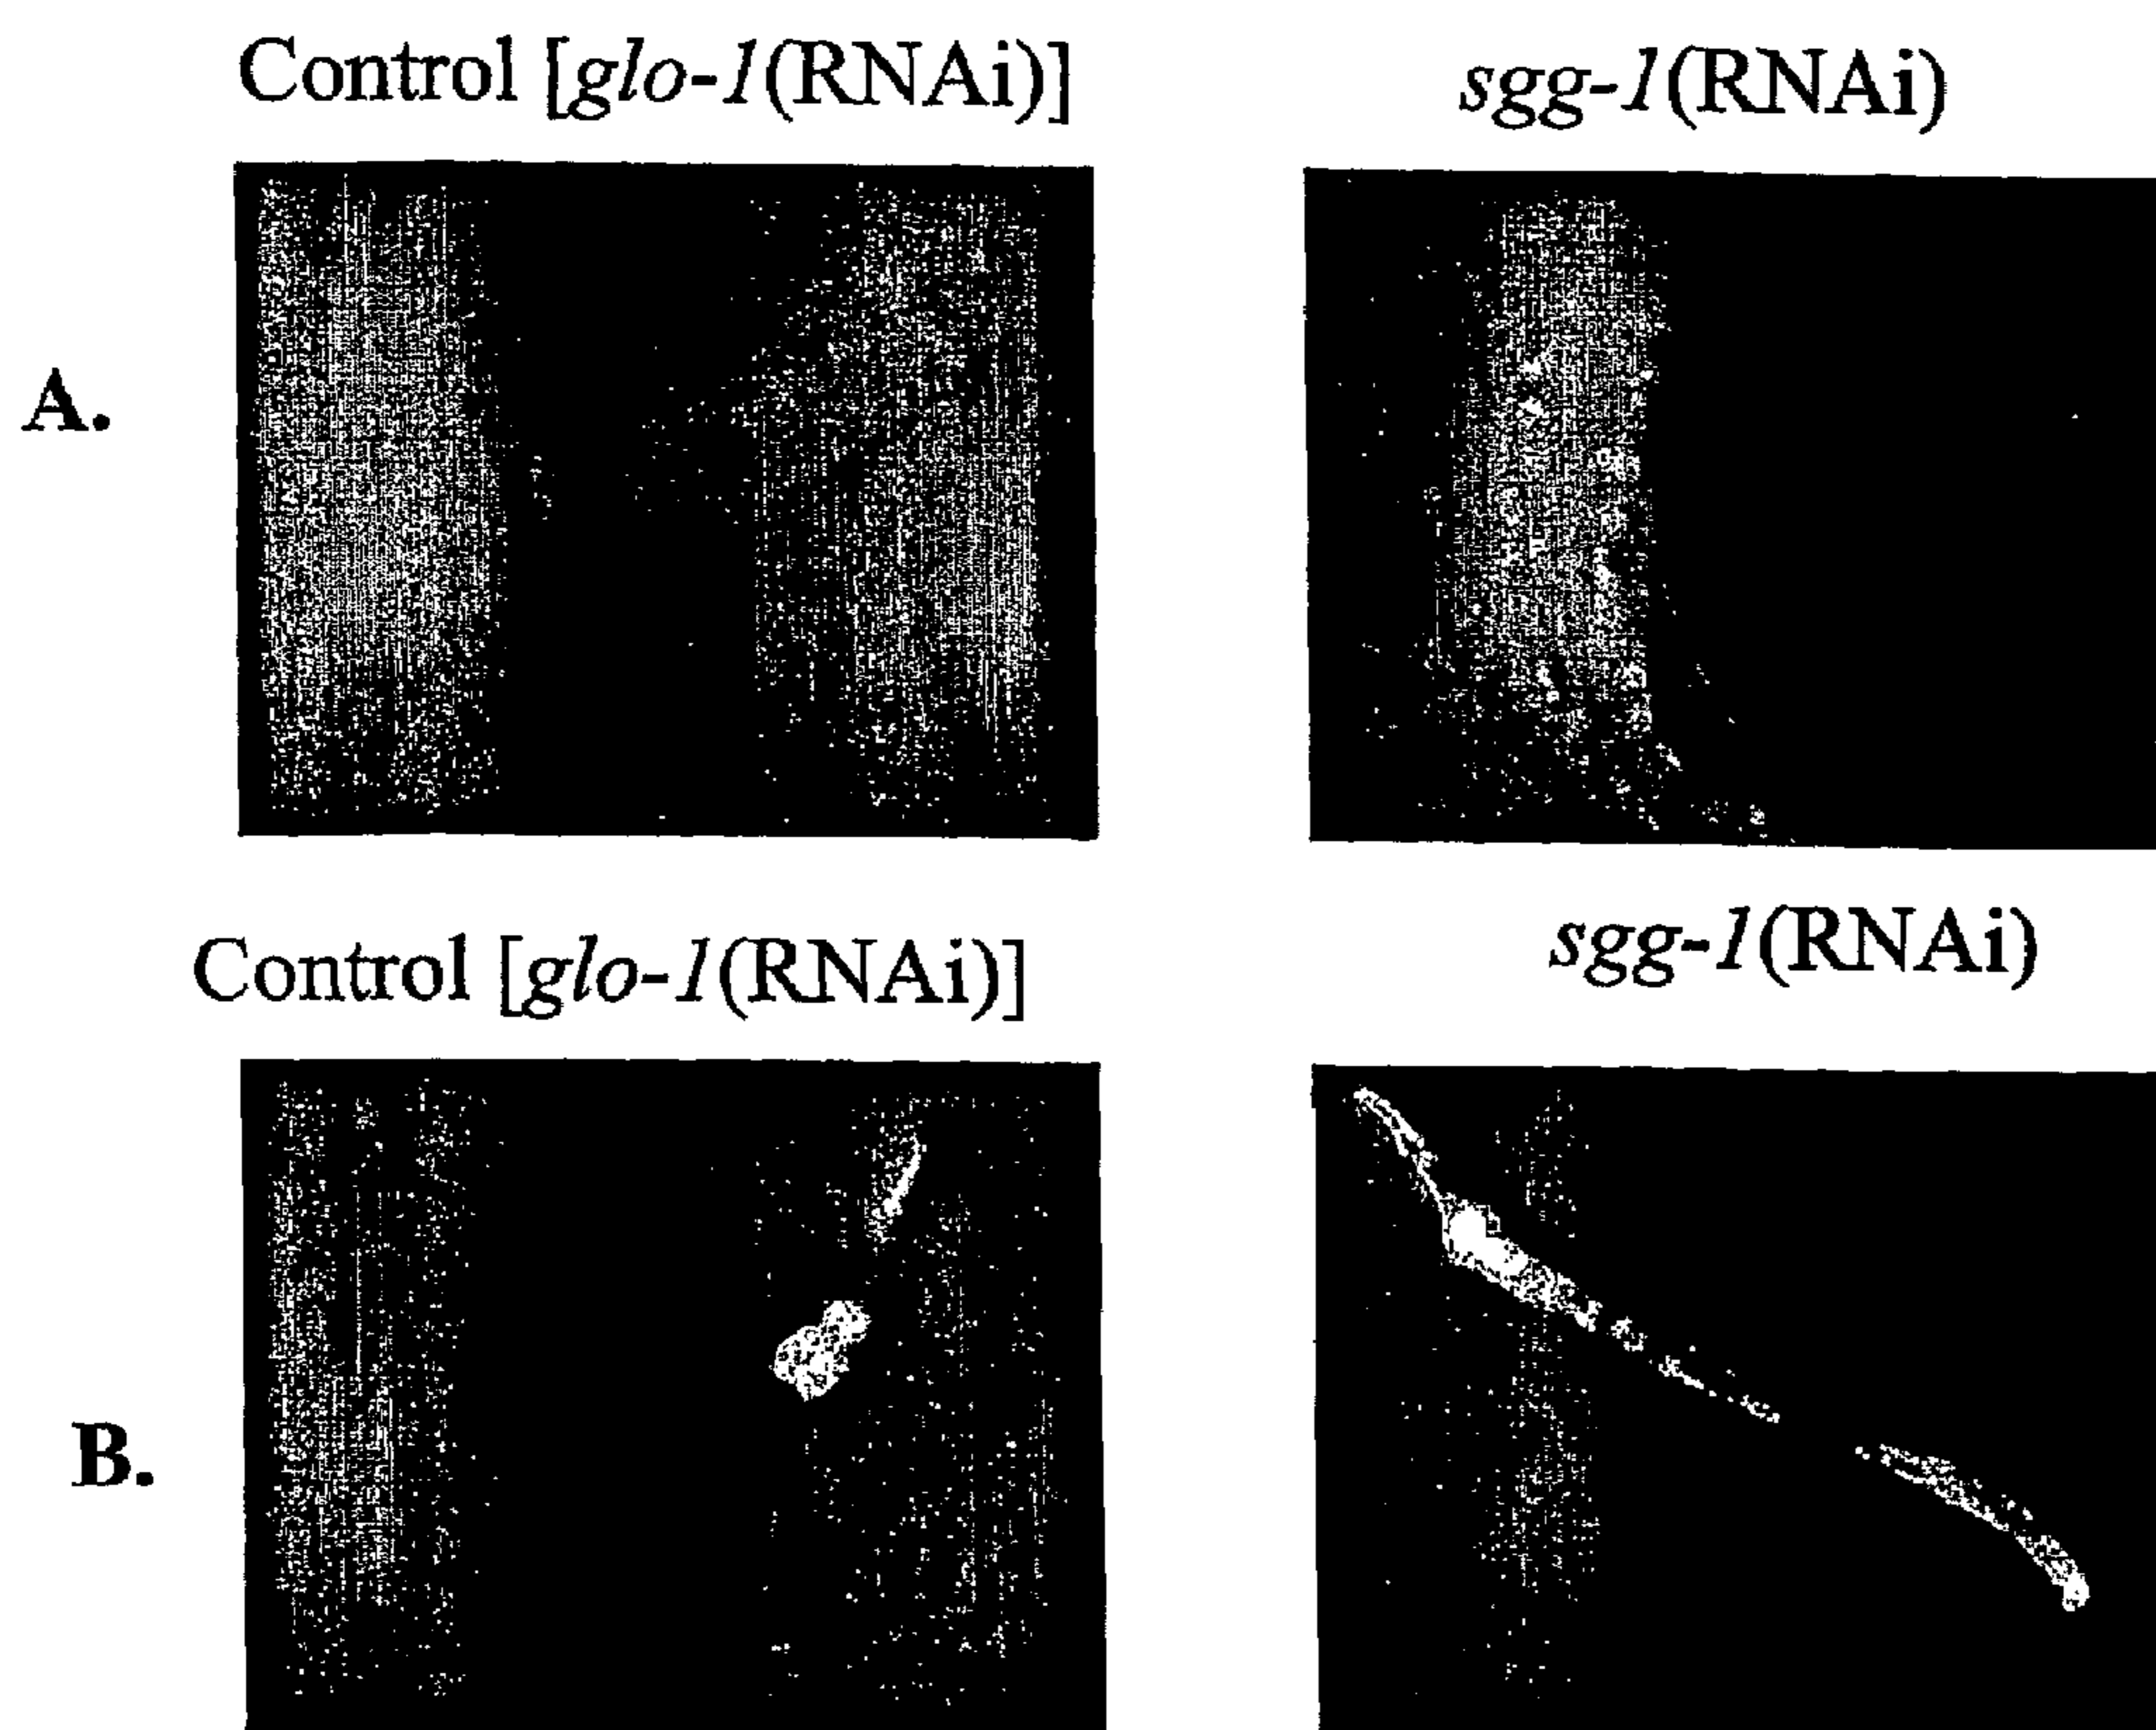 Control [glo-1(RNAi)]
sgg-1(RNAi)
A.
Control [glo-1(RNAi)]
sgg-1(RNAi)
B.